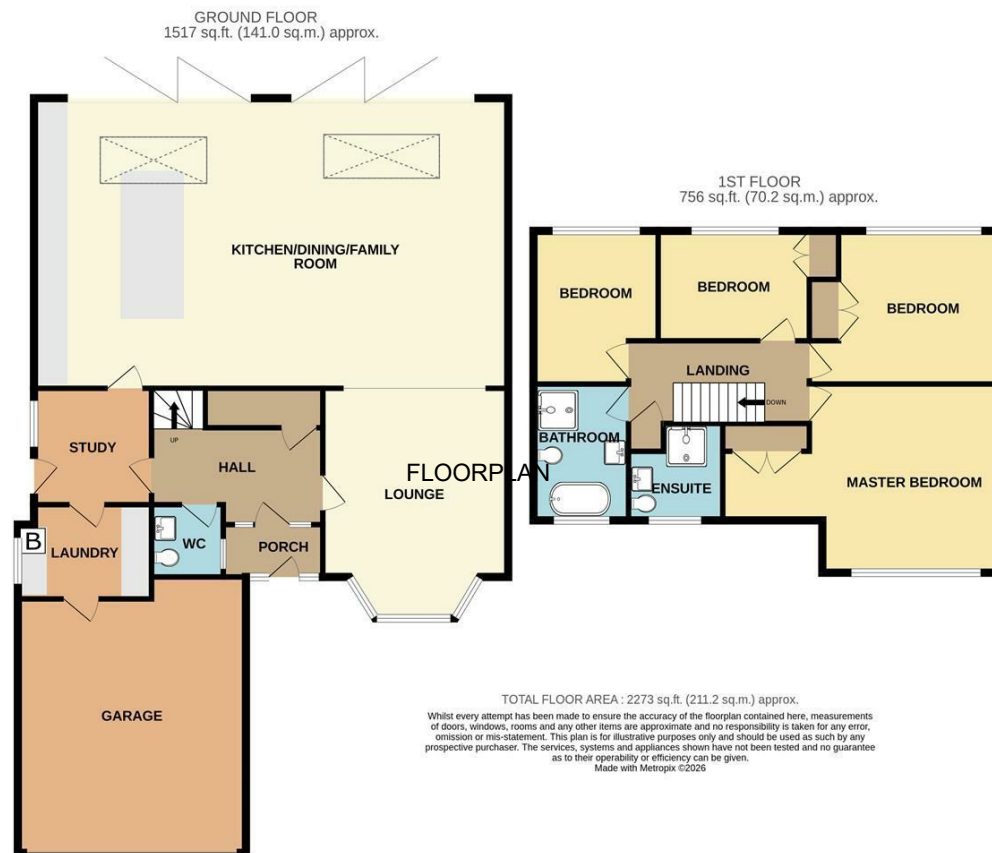 GROUND FLOOR
1517 sq.ft. (141.0 sq.m.) approx.
KITCHEN/DINING/FAMILY
ROOM
STUDY
UP
HALL
LOUNGE
FLOORPLAN
B
LAUNDRY
WC
PORCH
GARAGE
1ST FLOOR
756 sq.ft. (70.2 sq.m.) approx.
BEDROOM
BEDROOM
BEDROOM
LANDING
DOWN
BATHROOM
ENSUITE
MASTER BEDROOM
TOTAL FLOOR AREA : 2273 sq.ft. (211.2 sq.m.) approx.
Whilst every attempt has been made to ensure the accuracy of the floorplan contained here, measurements
of doors, windows, rooms and any other items are approximate and no responsibility is taken for any error,
omission or mis-statement. This plan is for illustrative purposes only and should be used as such by any
prospective purchaser. The services, systems and appliances shown have not been tested and no guarantee
as to their operability or efficiency can be given.
Made with Metropix ©2026